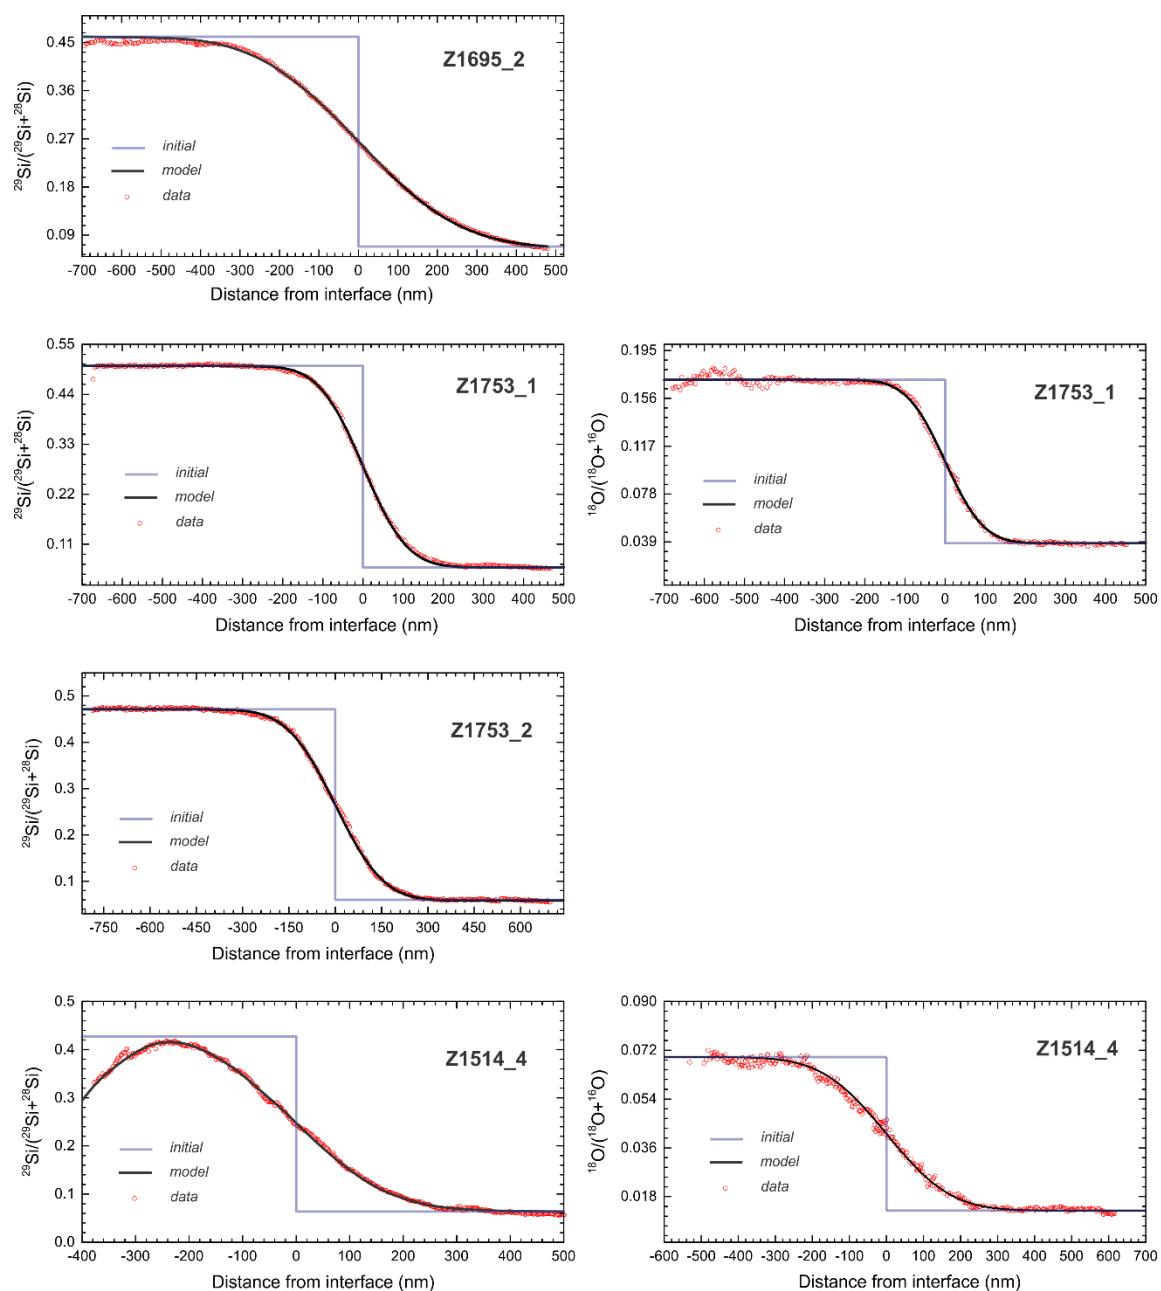 Z1695_2
²⁹Si/(²⁹Si+²⁸Si)
0.45
0.36
0.27
0.18
0.09
initial
model
data
-700 -600 -500 -400 -300 -200 -100 0 100 200 300 400 500
Distance from interface (nm)
Z1753_1
²⁹Si/(²⁹Si+²⁸Si)
0.55
0.44
0.33
0.22
0.11
initial
model
data
-700 -600 -500 -400 -300 -200 -100 0 100 200 300 400 500
Distance from interface (nm)
Z1753_1
¹⁸O/(¹⁸O+¹⁶O)
0.195
0.156
0.117
0.078
0.039
initial
model
data
-700 -600 -500 -400 -300 -200 -100 0 100 200 300 400 500
Distance from interface (nm)
Z1753_2
²⁹Si/(²⁹Si+²⁸Si)
0.5
0.4
0.3
0.2
0.1
initial
model
data
-750 -600 -450 -300 -150 0 150 300 450 600
Distance from interface (nm)
Z1514_4
²⁹Si/(²⁹Si+²⁸Si)
0.5
0.4
0.3
0.2
0.1
0.0
initial
model
data
-400 -300 -200 -100 0 100 200 300 400 500
Distance from interface (nm)
Z1514_4
¹⁸O/(¹⁸O+¹⁶O)
0.090
0.072
0.054
0.036
0.018
initial
model
data
-600 -500 -400 -300 -200 -100 0 100 200 300 400 500 600 700
Distance from interface (nm)